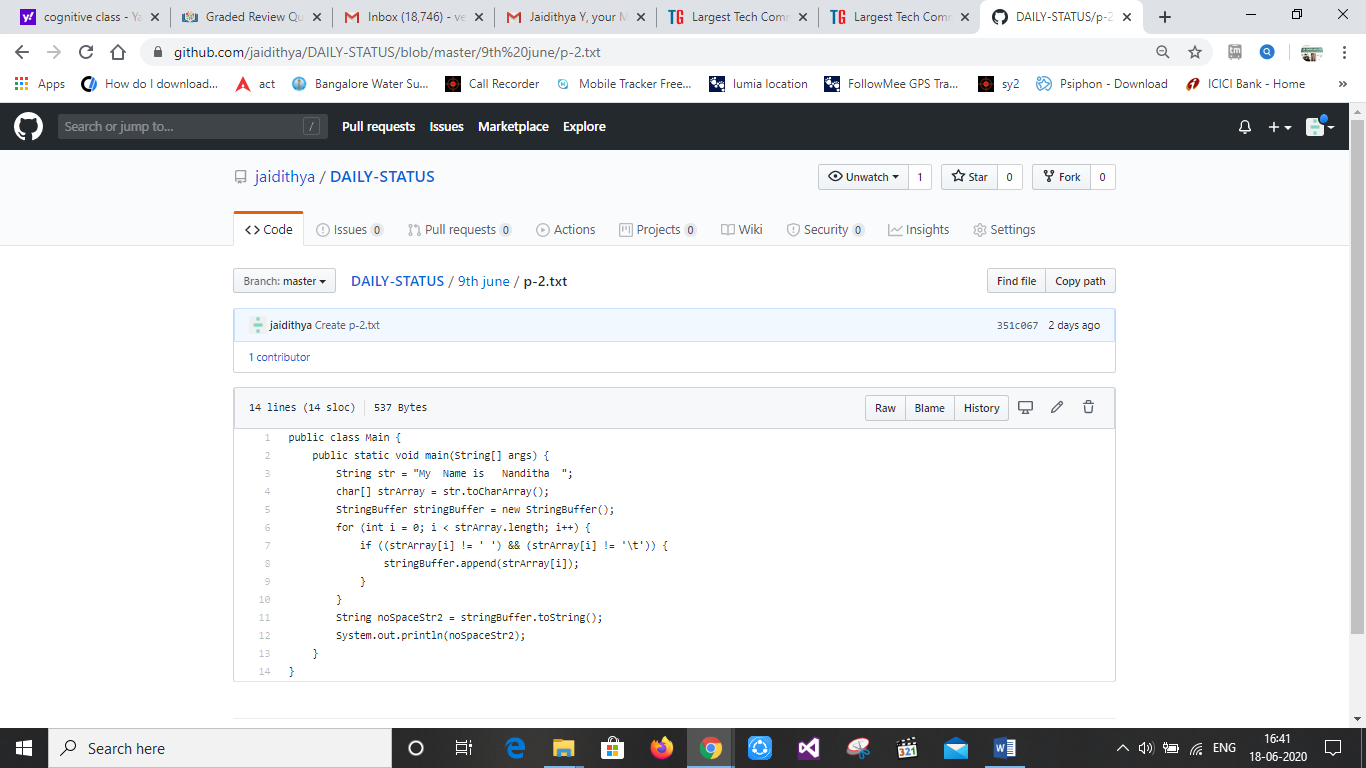 cognitive class - Ya
Graded Review Qu
Inbox (18,746) - ve
Jaidithya Y, your M
Largest Tech Comm
Largest Tech Comm
DAILY-STATUS/p-2
github.com/jaidithya/DAILY-STATUS/blob/master/9th%20june/p-2.txt
Apps How do I download... act Bangalore Water Su... Call Recorder Mobile Tracker Free... lumia location FollowMee GPS Tra... sy2 Psiphon - Download ICICI Bank - Home »
Search or jump to... / Pull requests Issues Marketplace Explore
jaidithya / DAILY-STATUS Unwatch 1 Star 0 Fork 0
Code Issues 0 Pull requests 0 Actions Projects 0 Wiki Security 0 Insights Settings
Branch: master DAILY-STATUS / 9th june / p-2.txt Find file Copy path
jaidithya Create p-2.txt 351c067 2 days ago
1 contributor
14 lines (14 sloc) 537 Bytes Raw Blame History
1 public class Main {
2 public static void main(String[] args) {
3 String str = "My  Name is   Nanditha  ";
4 char[] strArray = str.toCharArray();
5 StringBuffer stringBuffer = new StringBuffer();
6 for (int i = 0; i < strArray.length; i++) {
7 if ((strArray[i] != ' ') && (strArray[i] != '\t')) {
8 stringBuffer.append(strArray[i]);
9 }
10 }
11 String noSpaceStr2 = stringBuffer.toString();
12 System.out.println(noSpaceStr2);
13 }
14 }
Search here ENG 16:41
18-06-2020